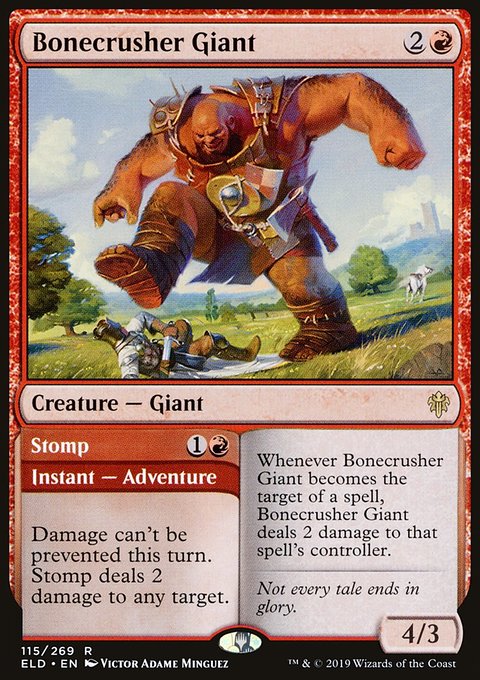 Bonecrusher Giant 2
Creature — Giant
Stomp 1
Instant — Adventure
Damage can't be
prevented this turn.
Stomp deals 2
damage to any target.
Whenever Bonecrusher
Giant becomes the
target of a spell,
Bonecrusher Giant
deals 2 damage to that
spell's controller.
Not every tale ends in
glory.
4/3
115/269 R
ELD • EN Victor Adame Minguez
™ & © 2019 Wizards of the Coast